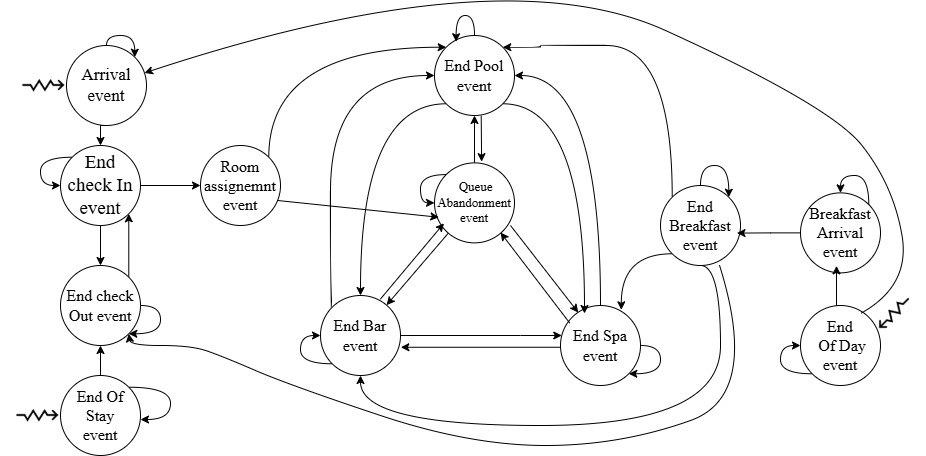 Arrival
event
End
check In
event
Room
assignemnt
event
End check
Out event
End Of
Stay
event
End Pool
event
Queue
Abandonment
event
End Bar
event
End Spa
event
End
Breakfast
event
Breakfast
Arrival
event
End
Of Day
event